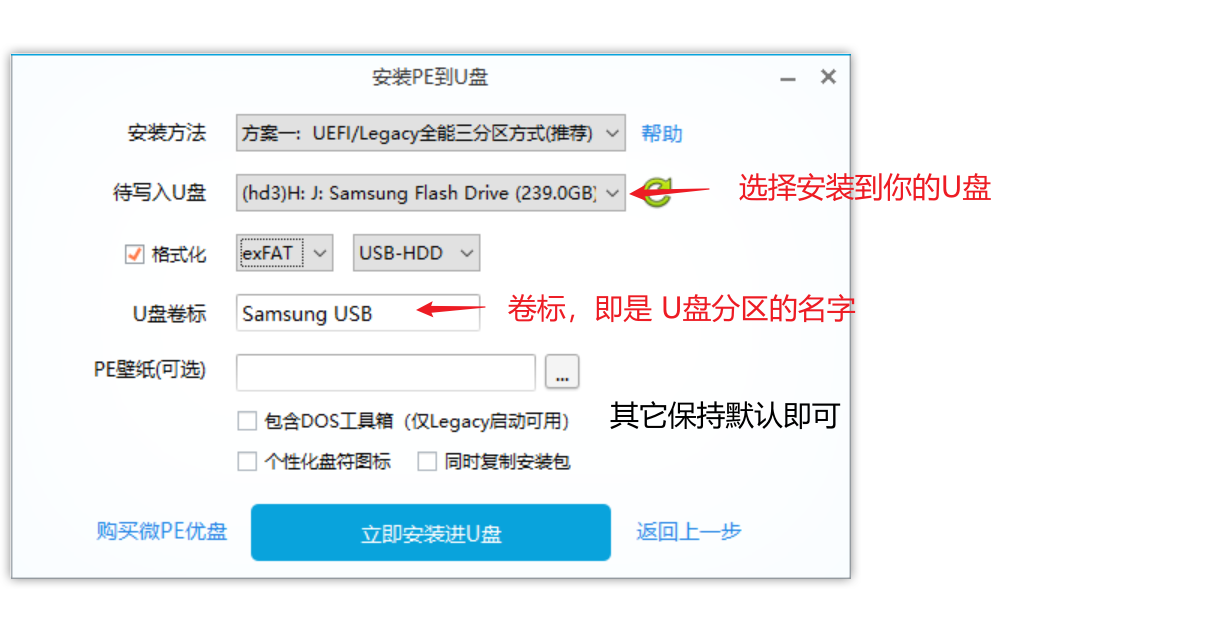 安装PE到U盘
安装方法 方案一：UEFI/Legacy全能三分区方式(推荐) 帮助
待写入U盘 (hd3)H: J: Samsung Flash Drive (239.0GB) 选择安装到你的U盘
格式化 exFAT USB-HDD
U盘卷标 Samsung USB 卷标，即是 U盘分区的名字
PE壁纸(可选) ...
包含DOS工具箱（仅Legacy启动可用） 其它保持默认即可
个性化盘符图标 同时复制安装包
购买微PE优盘 立即安装进U盘 返回上一步